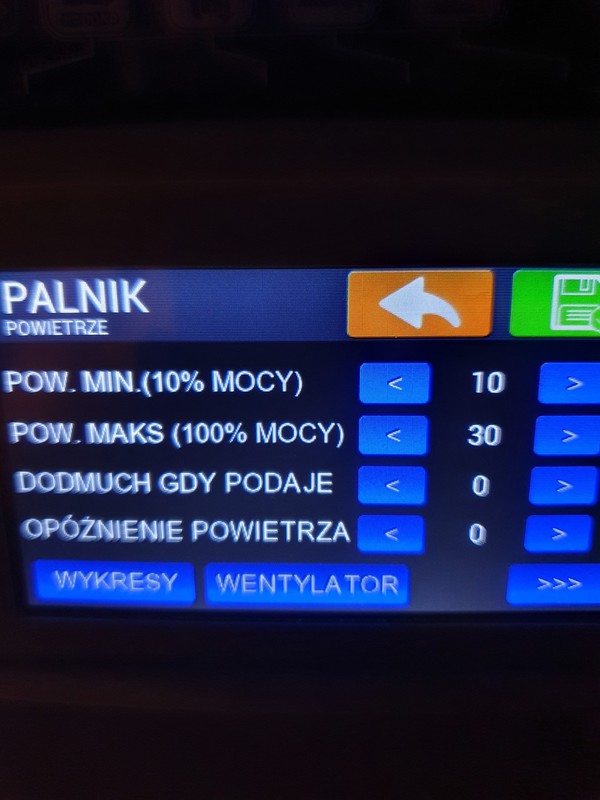 PALNIK
POWIETRZE
POW. MIN.(10% MOCY) < 10 >
POW. MAKS (100% MOCY) < 30 >
DODMUCH GDY PODAJE < 0 >
OPÓŹNIENIE POWIETRZA < 0 >
WYKRESY WENTYLATOR >>>